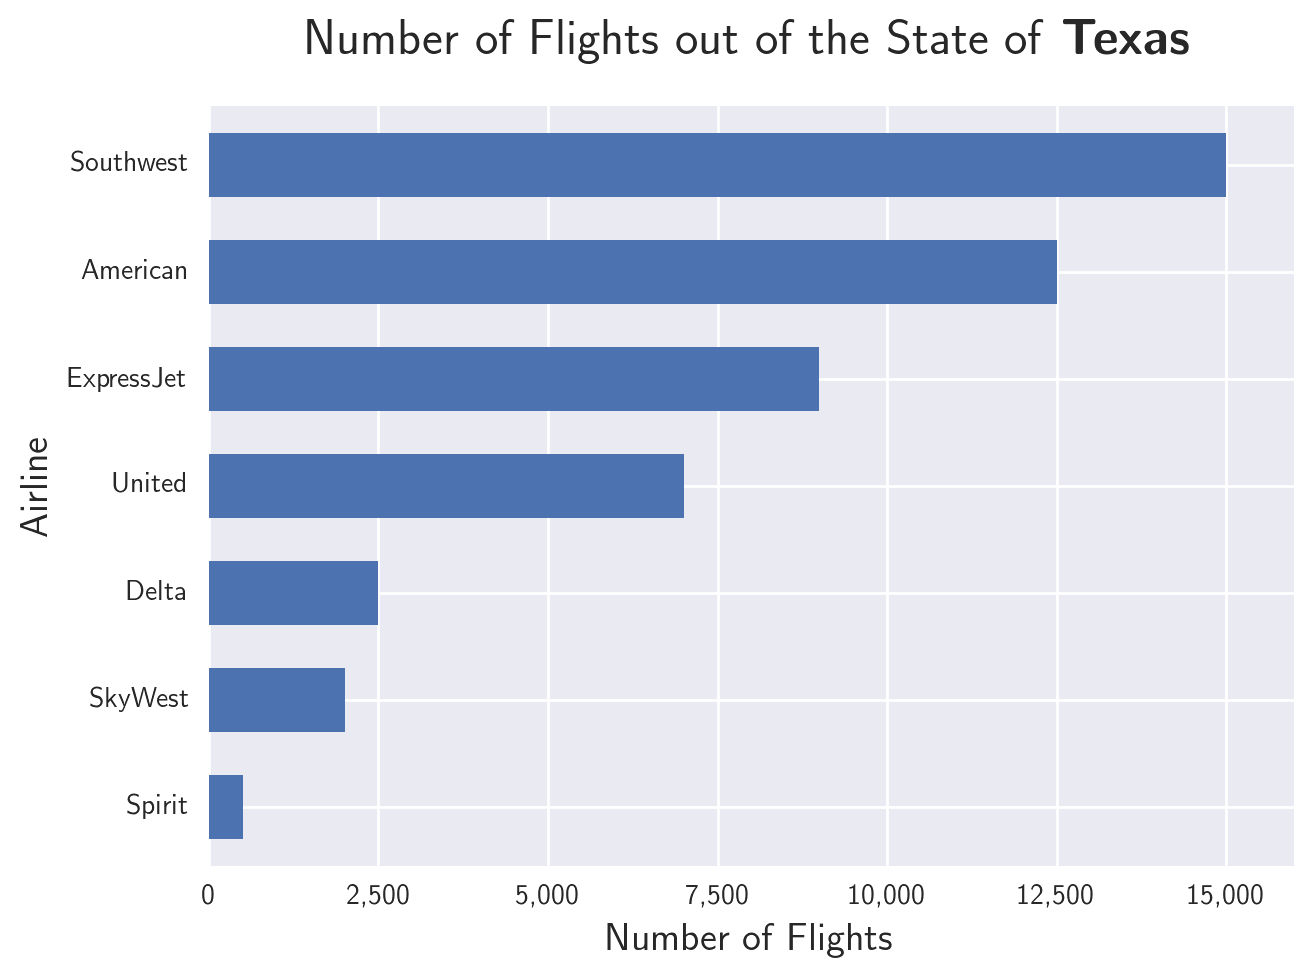 Number of Flights out of the State of Texas
Southwest
American
ExpressJet
United
Delta
SkyWest
Spirit
Airline
0 2,500 5,000 7,500 10,000 12,500 15,000
Number of Flights